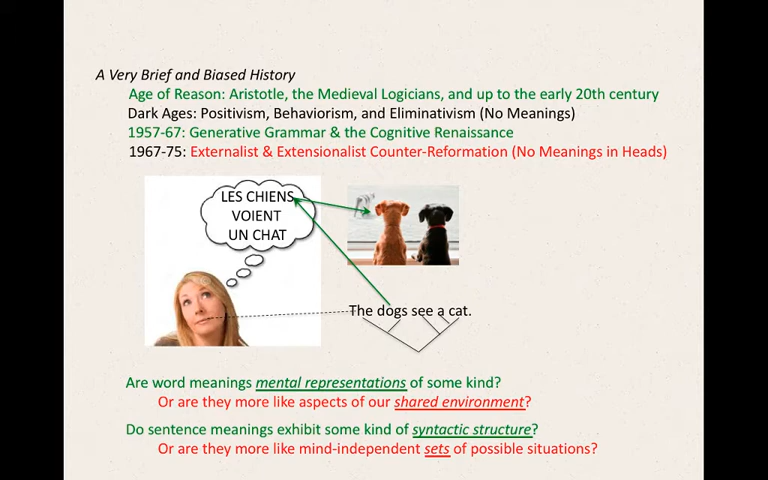 A Very Brief and Biased History
Age of Reason: Aristotle, the Medieval Logicians, and up to the early 20th century
Dark Ages: Positivism, Behaviorism, and Eliminativism (No Meanings)
1957-67: Generative Grammar & the Cognitive Renaissance
1967-75: Externalist & Extensionalist Counter-Reformation (No Meanings in Heads)
LES CHIENS
VOIENT
UN CHAT
The dogs see a cat.
Are word meanings mental representations of some kind?
Or are they more like aspects of our shared environment?
Do sentence meanings exhibit some kind of syntactic structure?
Or are they more like mind-independent sets of possible situations?